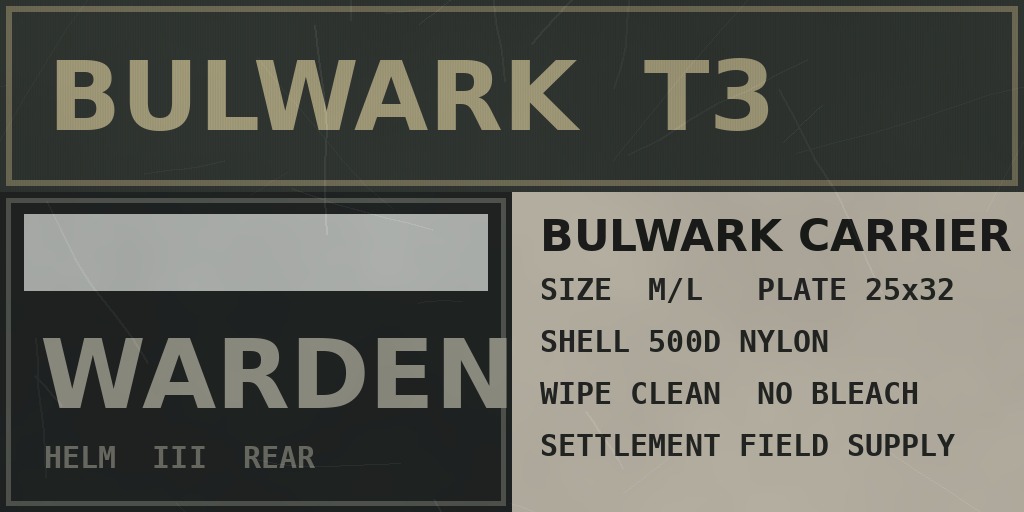 BULWARK T3
WARDEN
HELM III REAR
BULWARK CARRIER
SIZE M/L PLATE 25x32
SHELL 500D NYLON
WIPE CLEAN NO BLEACH
SETTLEMENT FIELD SUPPLY